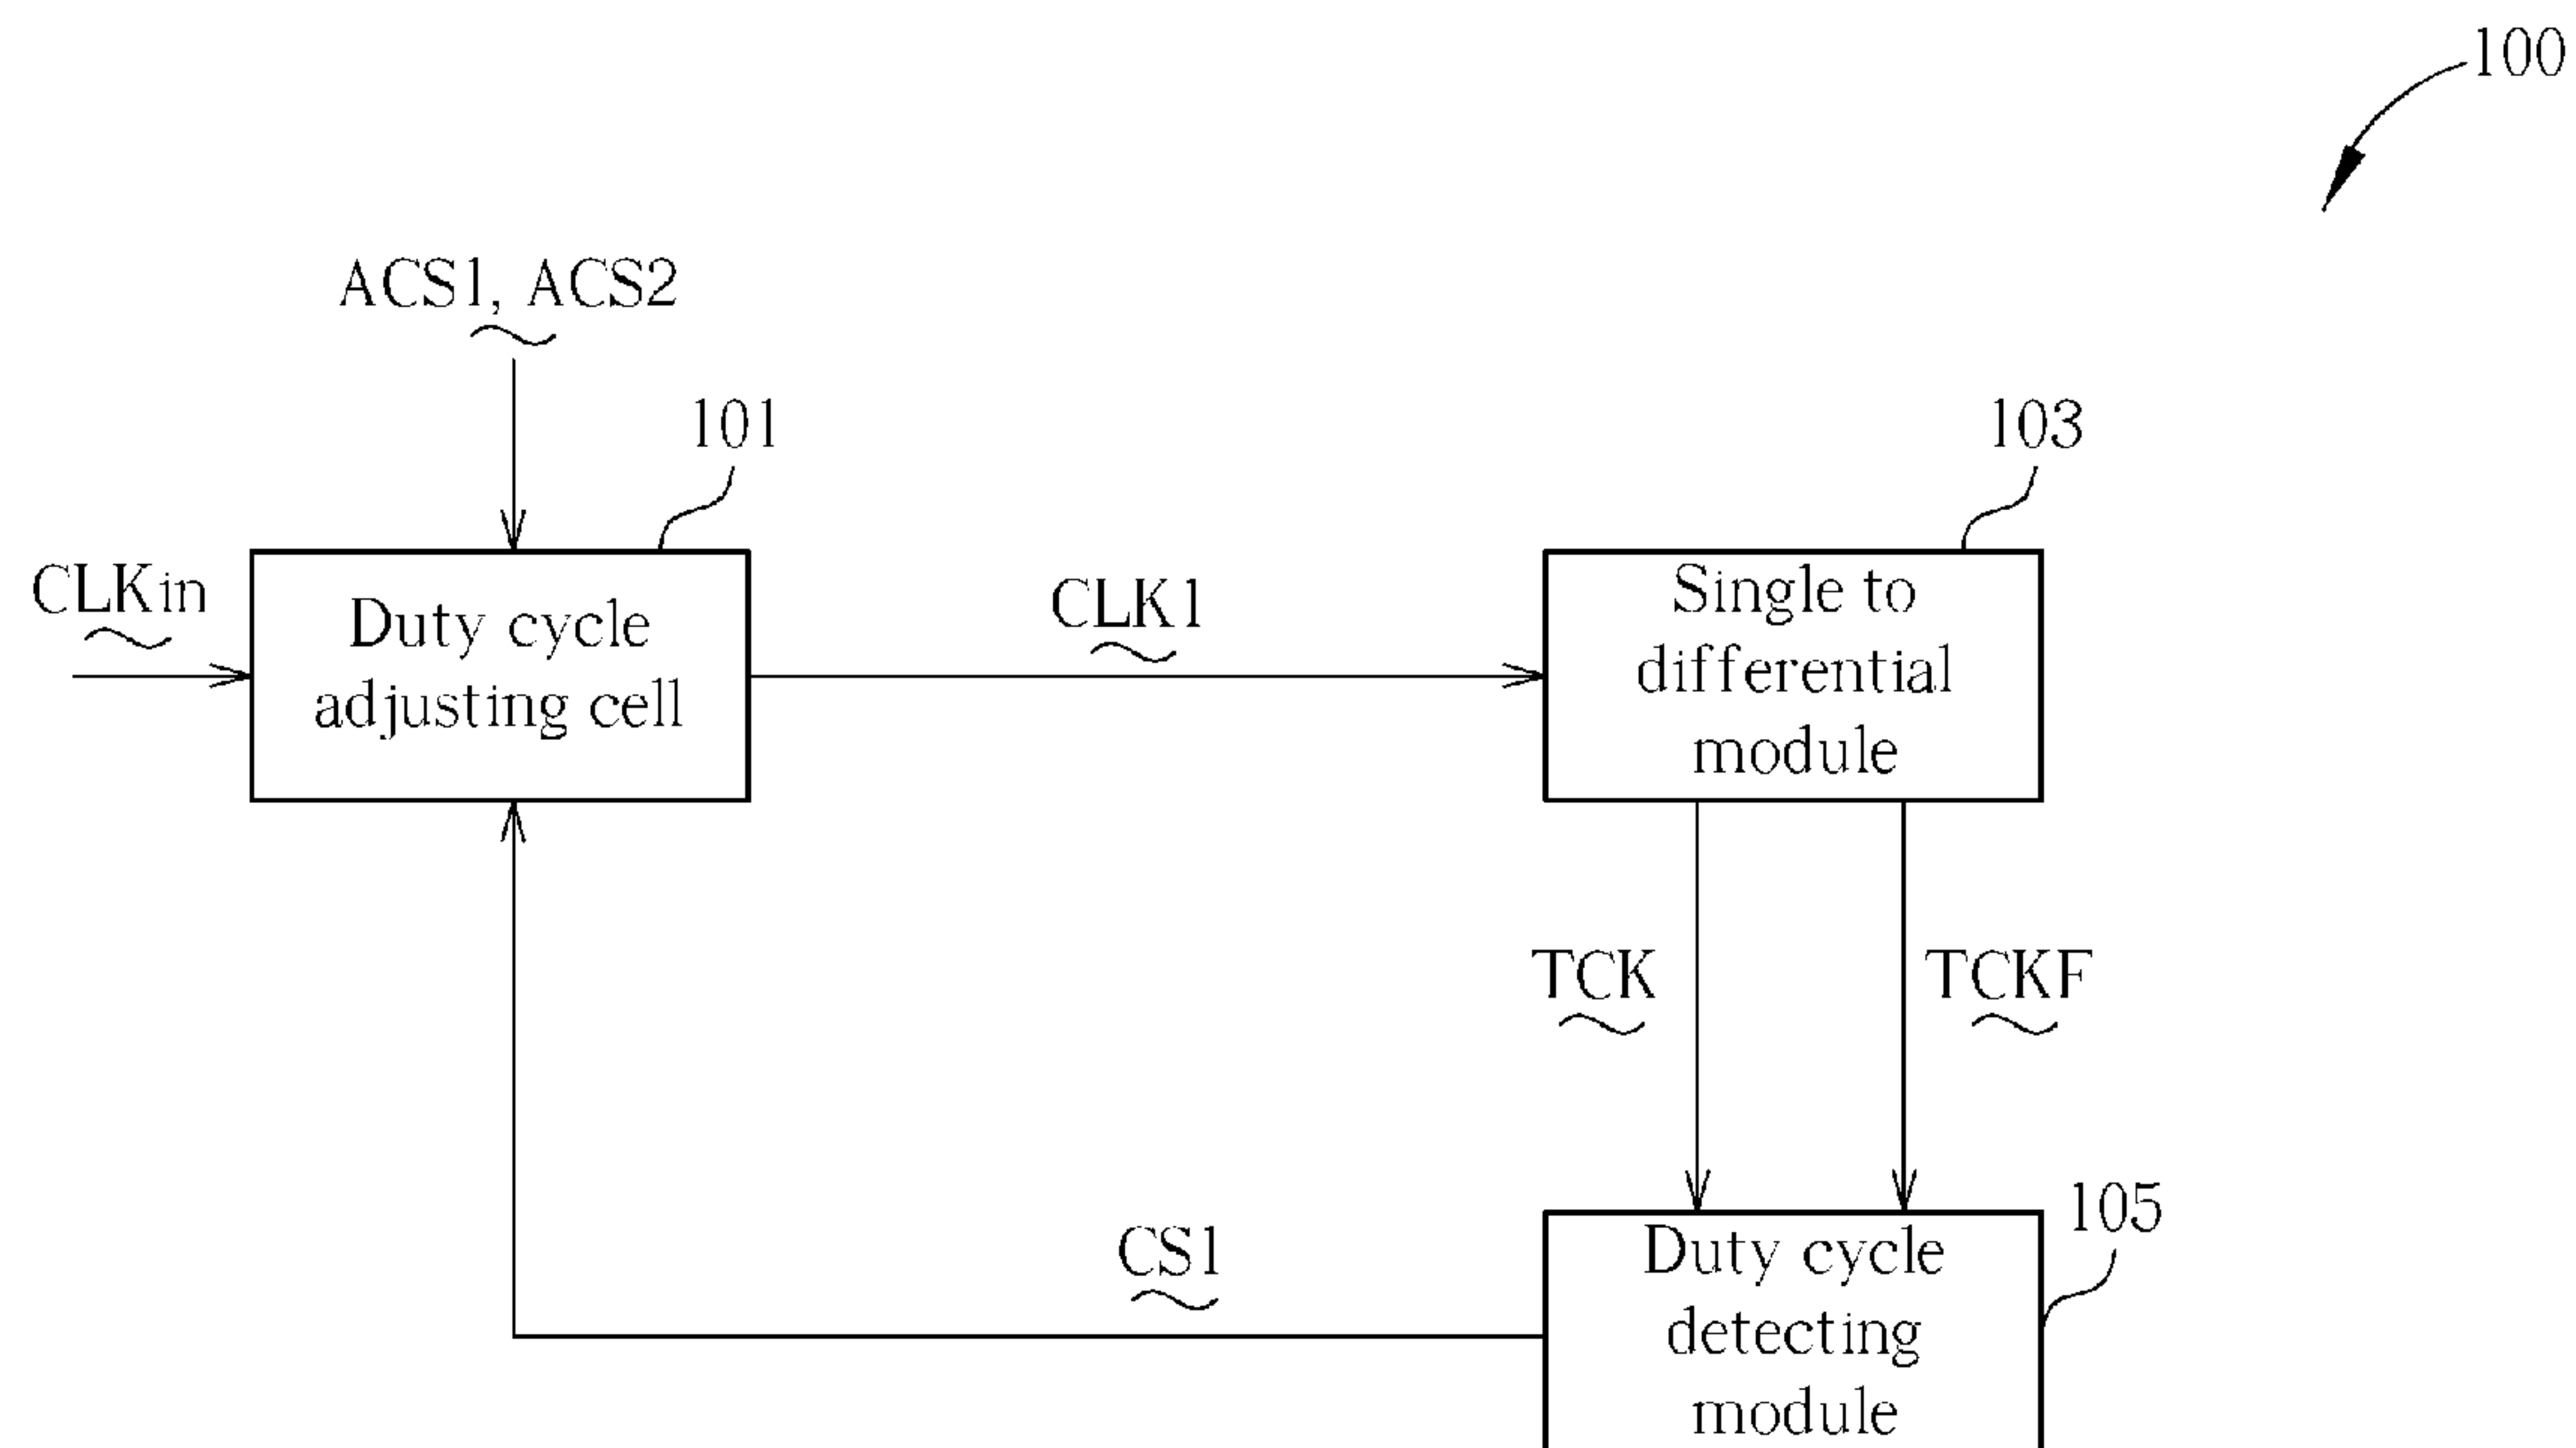 100
ACS1, ACS2
101
103
CLKin
Duty cycle
adjusting cell
CLK1
Single to
differential
module
TCK
TCKF
105
CS1
Duty cycle
detecting
module